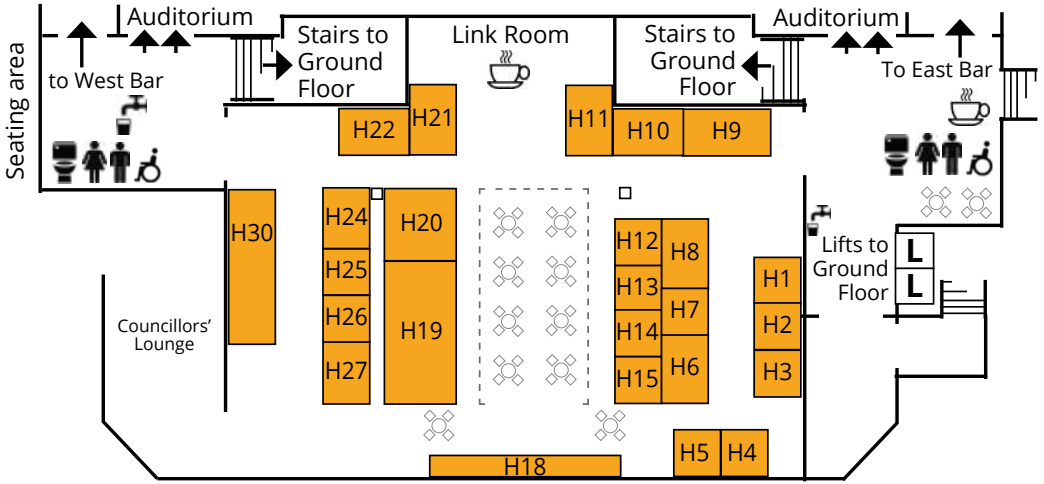 Auditorium
Auditorium
Stairs to
Ground
Floor
Link Room
Stairs to
Ground
Floor
Seating area
to West Bar
To East Bar
H21
H22
H11
H10
H9
H30
H24
H25
H26
H27
H20
H19
H12
H13
H14
H15
H8
H7
H6
H1
H2
H3
Lifts to
Ground
Floor
L
L
Councillors’
Lounge
H18
H5
H4